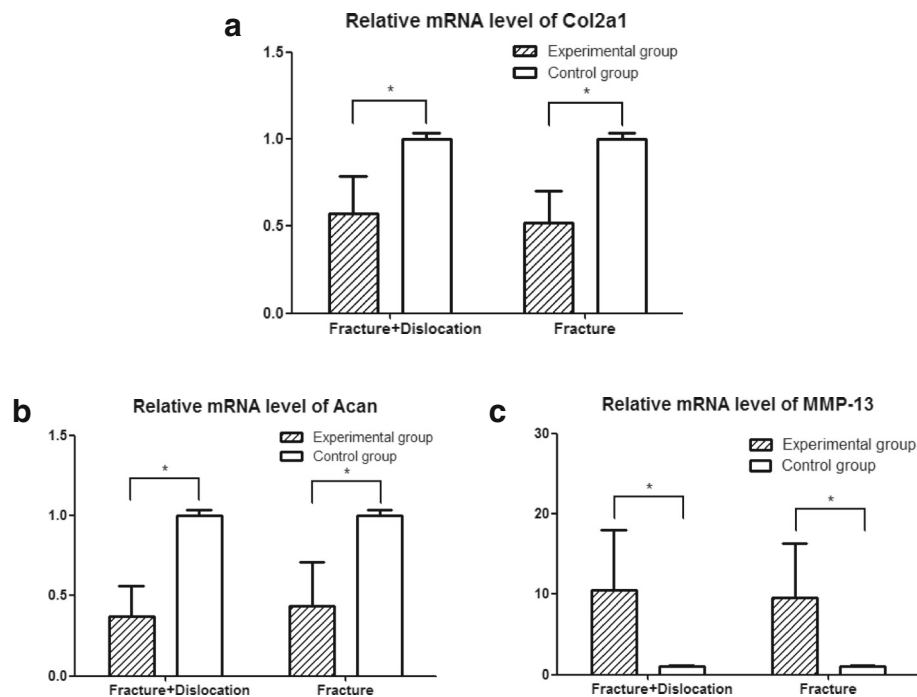 a
Relative mRNA level of Col2a1
Experimental group
Control group
1.5
1.0
0.5
0.0
*
*
Fracture+Dislocation
Fracture
b
Relative mRNA level of Acan
Experimental group
Control group
1.5
1.0
0.5
0.0
*
*
Fracture+Dislocation
Fracture
c
Relative mRNA level of MMP-13
Experimental group
Control group
30
20
10
0
*
*
Fracture+Dislocation
Fracture